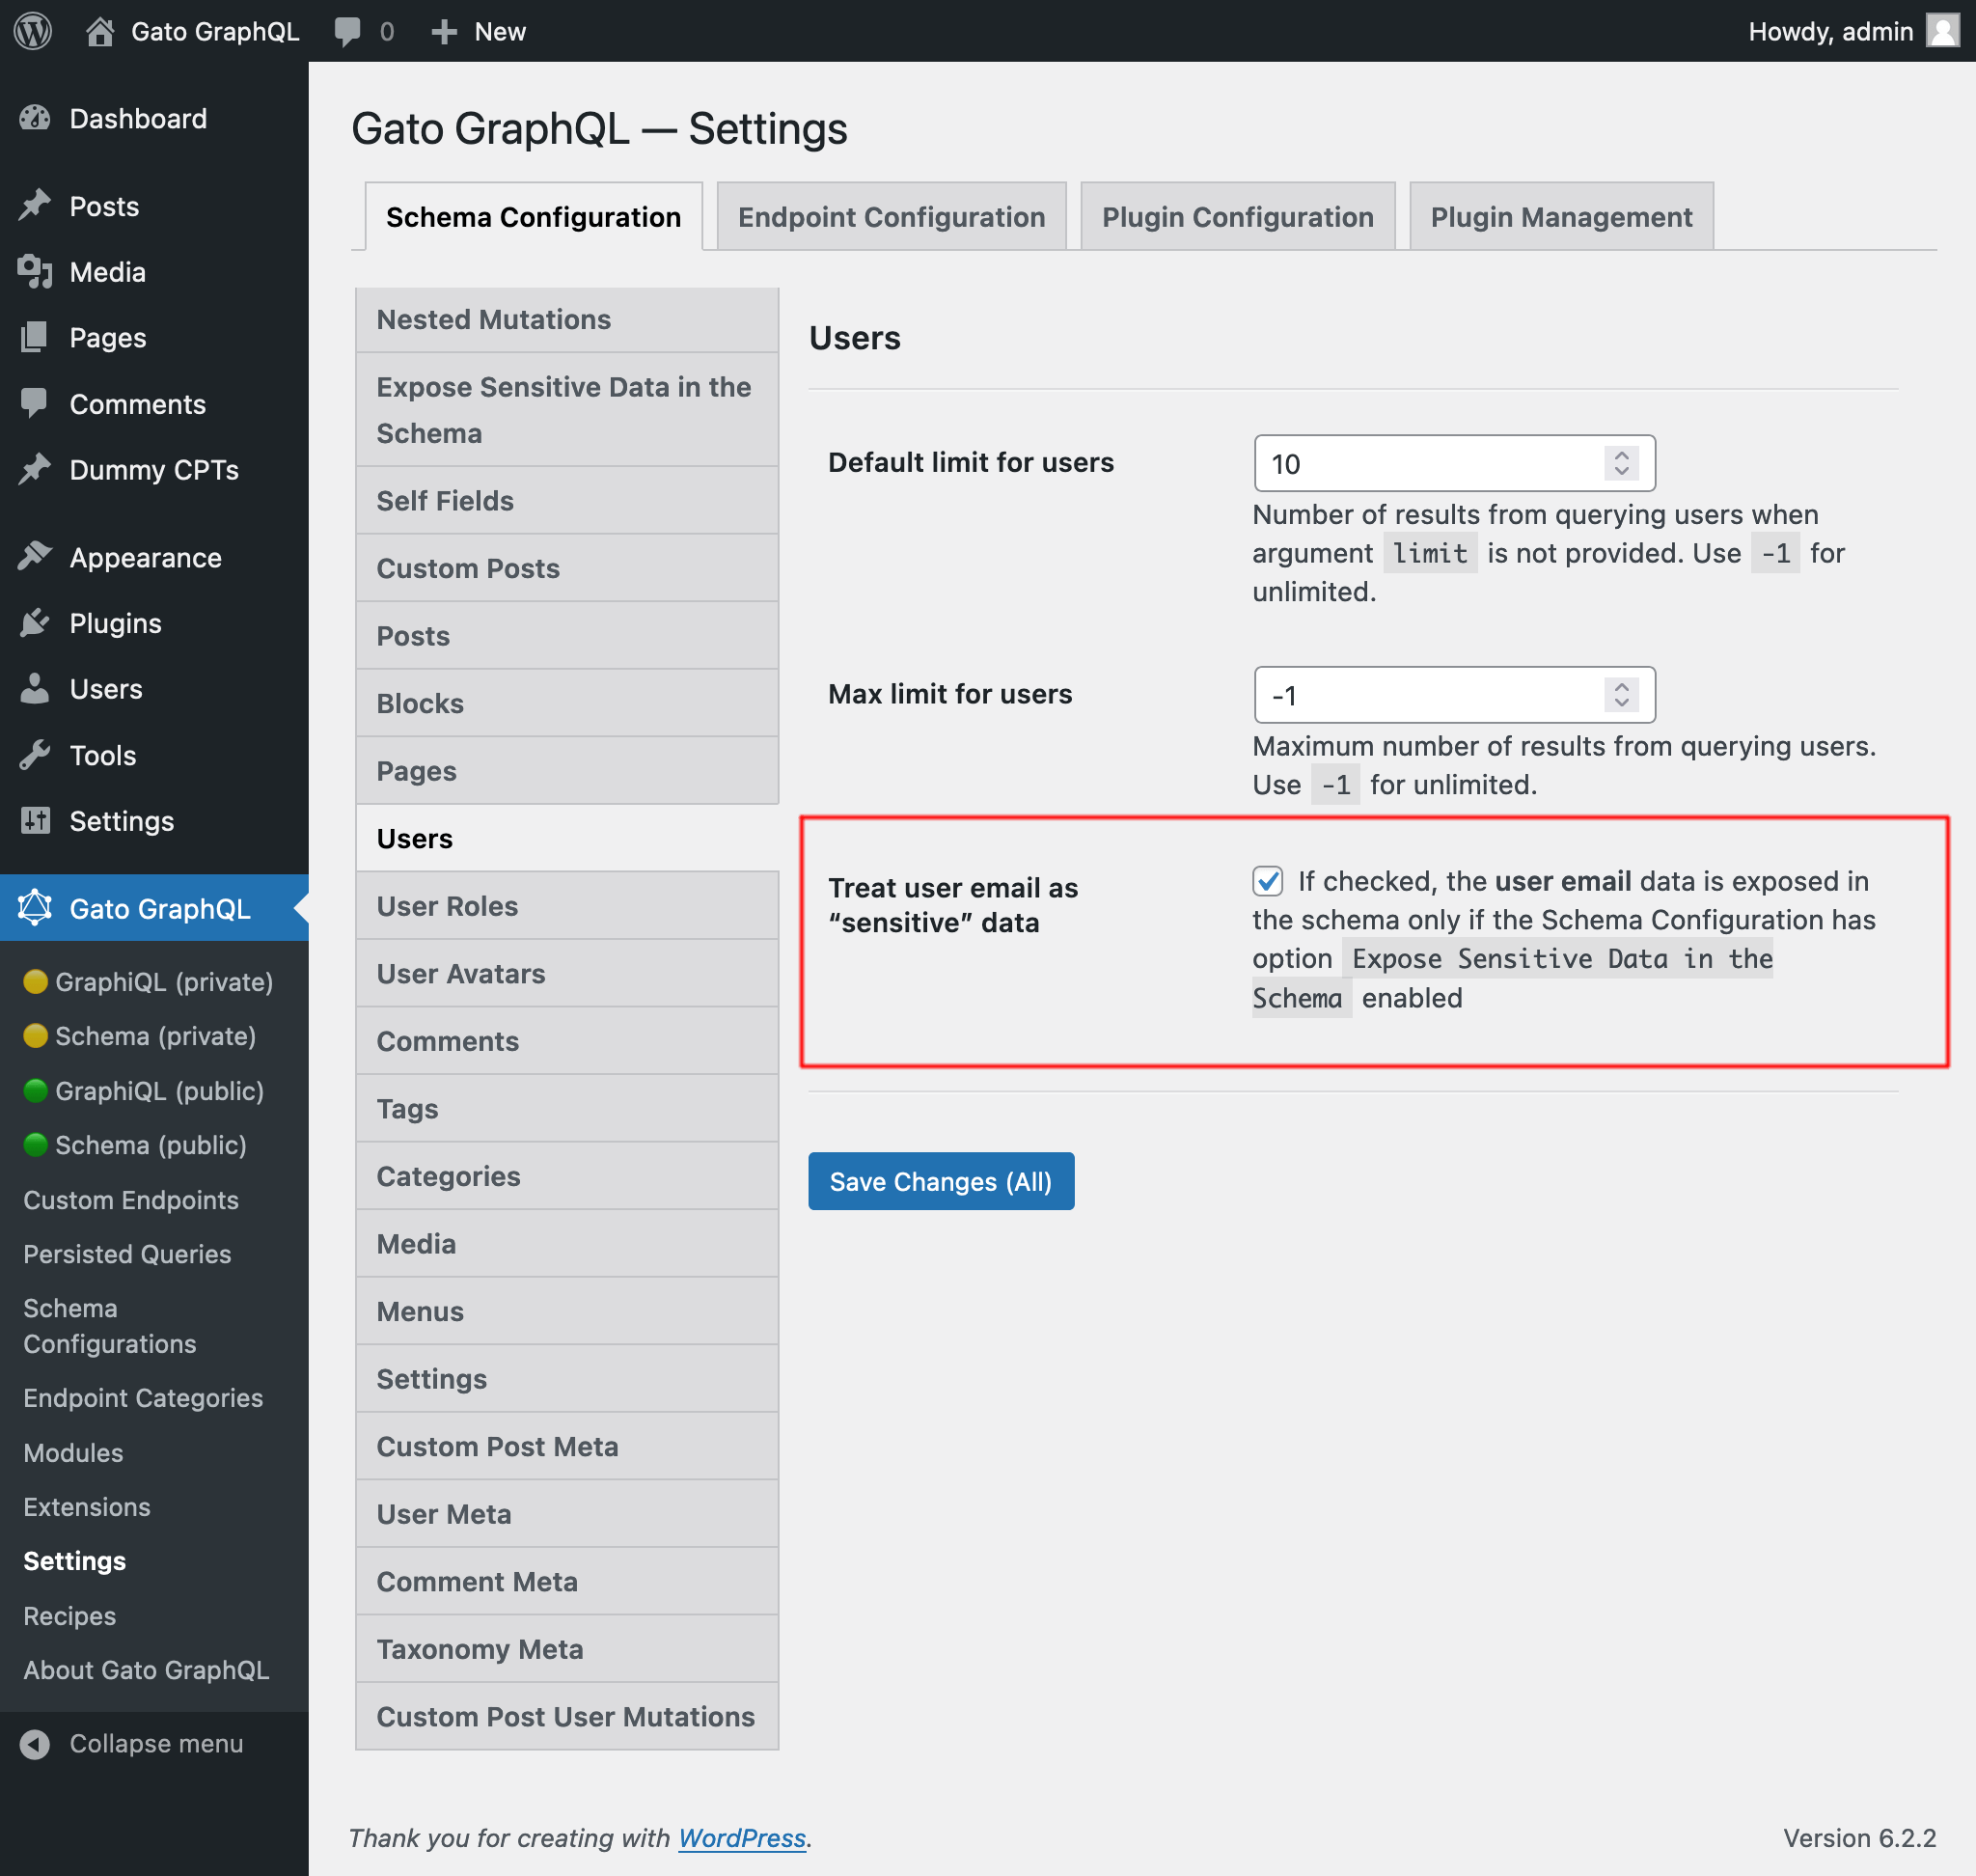 Gato GraphQL 0 New Howdy, admin
Dashboard
Posts
Media
Pages
Comments
Dummy CPTs
Appearance
Plugins
Users
Tools
Settings
Gato GraphQL
GraphiQL (private)
Schema (private)
GraphiQL (public)
Schema (public)
Custom Endpoints
Persisted Queries
Schema
Configurations
Endpoint Categories
Modules
Extensions
Settings
Recipes
About Gato GraphQL
Collapse menu
Gato GraphQL — Settings
Schema Configuration Endpoint Configuration Plugin Configuration Plugin Management
Nested Mutations
Expose Sensitive Data in the
Schema
Self Fields
Custom Posts
Posts
Blocks
Pages
Users
User Roles
User Avatars
Comments
Tags
Categories
Media
Menus
Settings
Custom Post Meta
User Meta
Comment Meta
Taxonomy Meta
Custom Post User Mutations
Users
Default limit for users
10
Number of results from querying users when
argument limit is not provided. Use -1 for
unlimited.
Max limit for users
-1
Maximum number of results from querying users.
Use -1 for unlimited.
Treat user email as
“sensitive” data
If checked, the user email data is exposed in
the schema only if the Schema Configuration has
option Expose Sensitive Data in the
Schema enabled
Save Changes (All)
Thank you for creating with WordPress.
Version 6.2.2